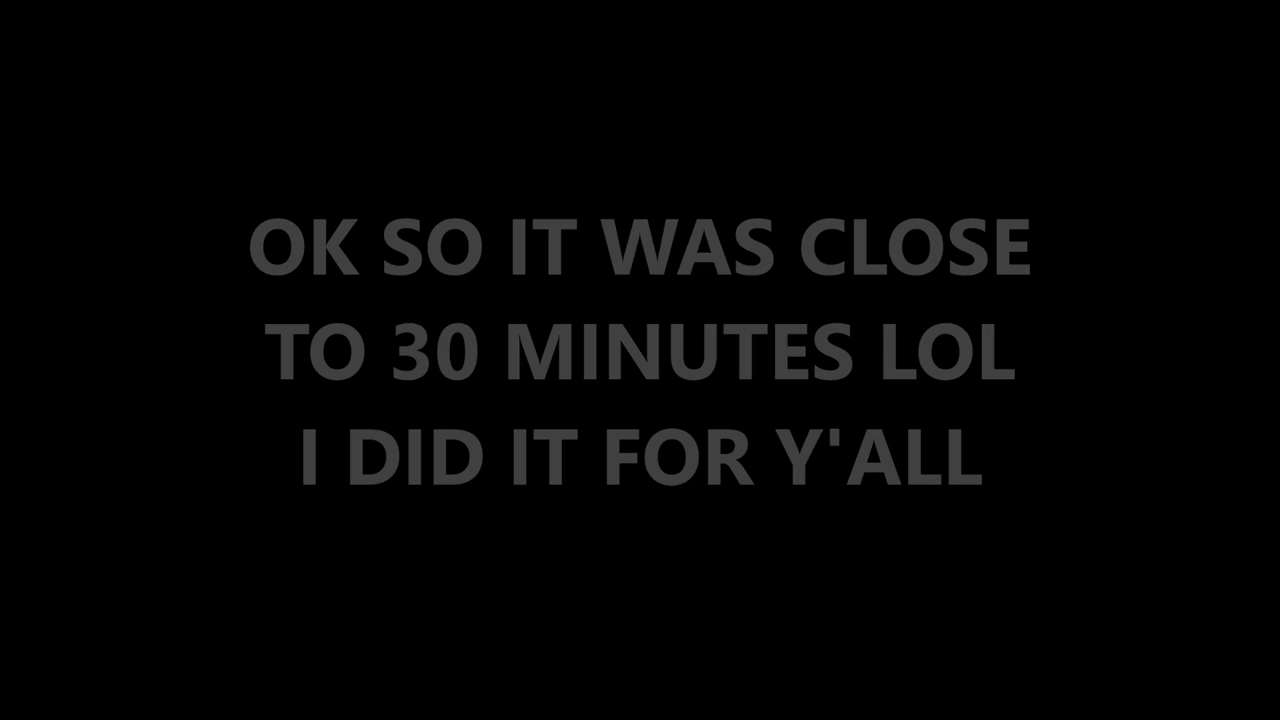 OK SO IT WAS CLOSE
TO 30 MINUTES LOL
I DID IT FOR Y'ALL